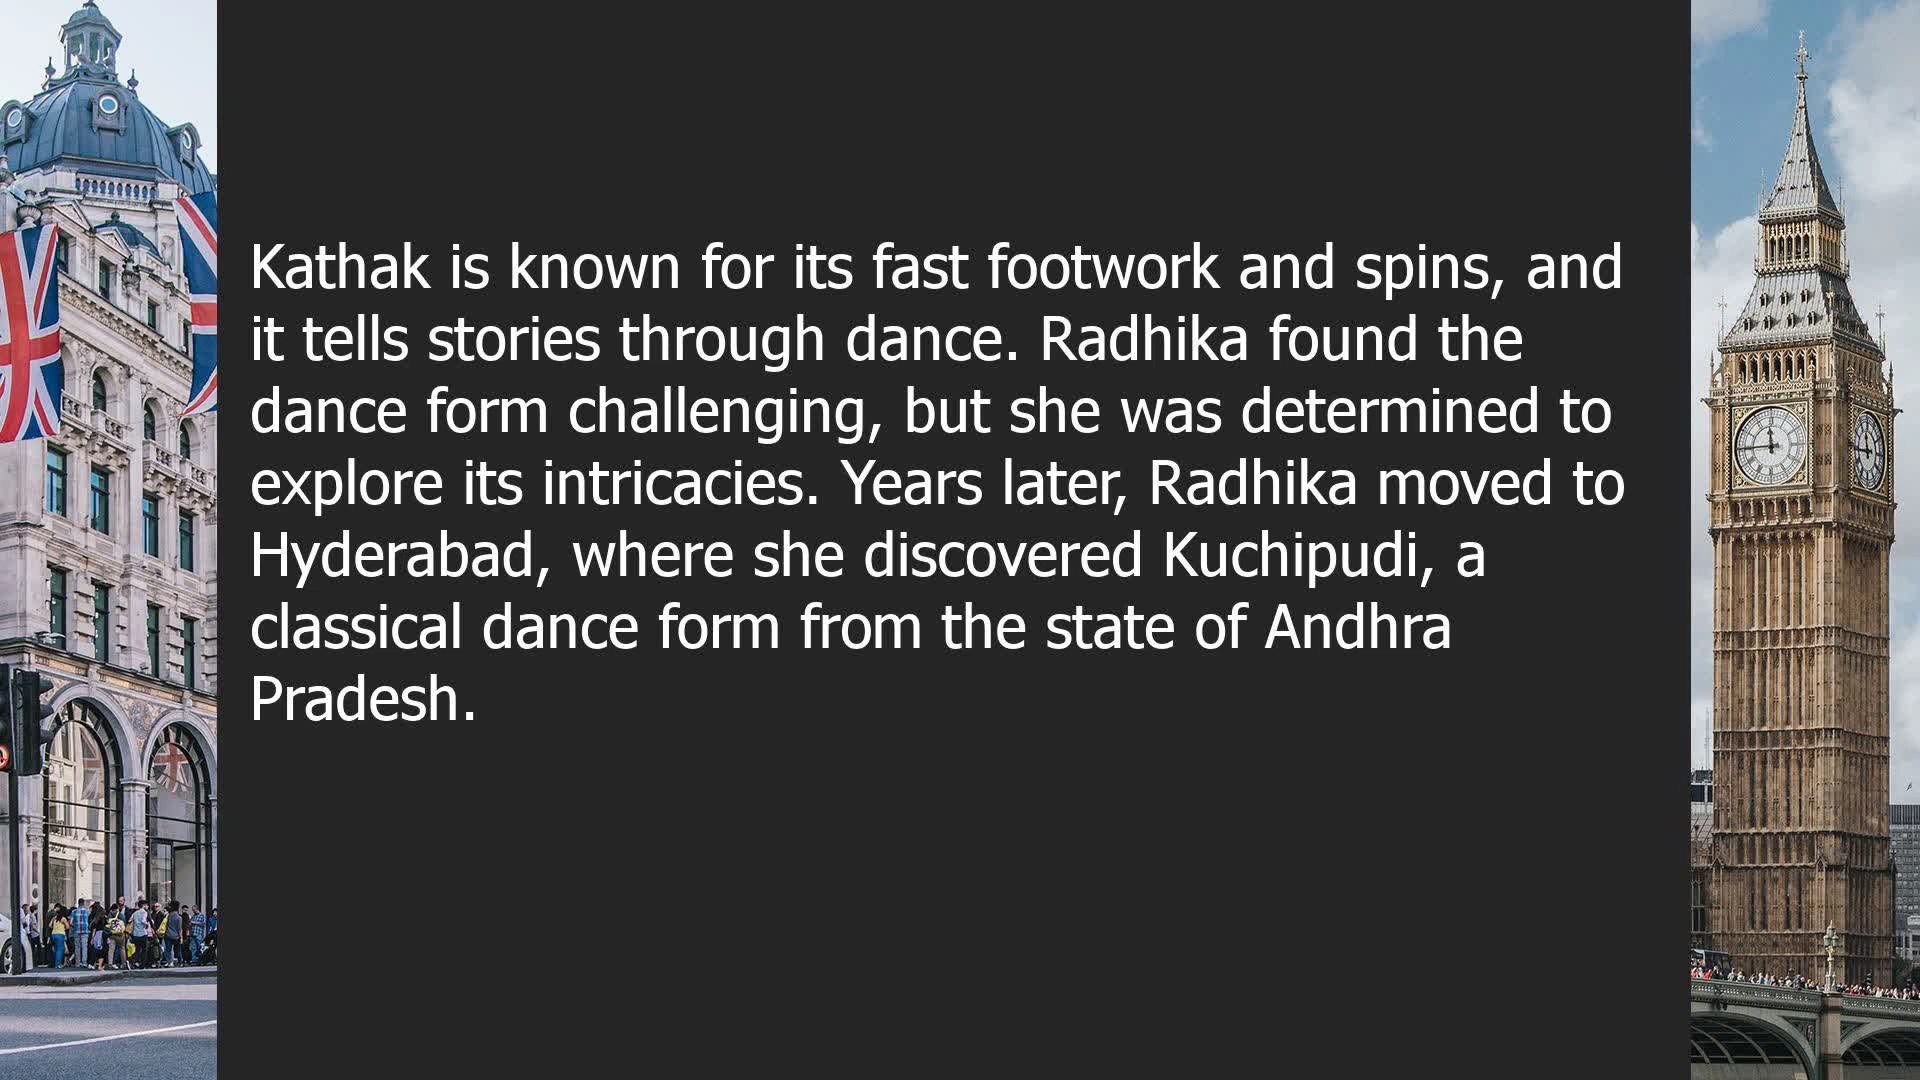 Kathak is known for its fast footwork and spins, and
it tells stories through dance. Radhika found the
dance form challenging, but she was determined to
explore its intricacies. Years later, Radhika moved to
Hyderabad, where she discovered Kuchipudi, a
classical dance form from the state of Andhra
Pradesh.